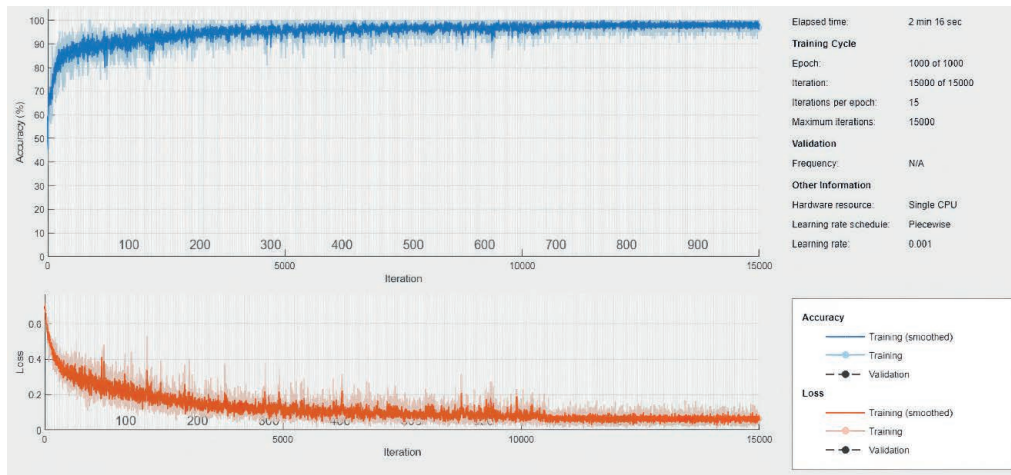 100
90
80
70
60
50
40
30
20
10
0
Accuracy (%)
100 200 300 400 500 600 700 800 900
0 5000 10000 15000
Iteration
Elapsed time: 2 min 16 sec
Training Cycle
Epoch: 1000 of 1000
Iteration: 15000 of 15000
Iterations per epoch: 15
Maximum iterations: 15000
Validation
Frequency: N/A
Other Information
Hardware resource: Single CPU
Learning rate schedule: Piecewise
Learning rate: 0.001
0.6
0.4
0.2
0
Loss
100 200 300 400
0 5000 10000 15000
Iteration
Accuracy
Training (smoothed)
Training
Validation
Loss
Training (smoothed)
Training
Validation